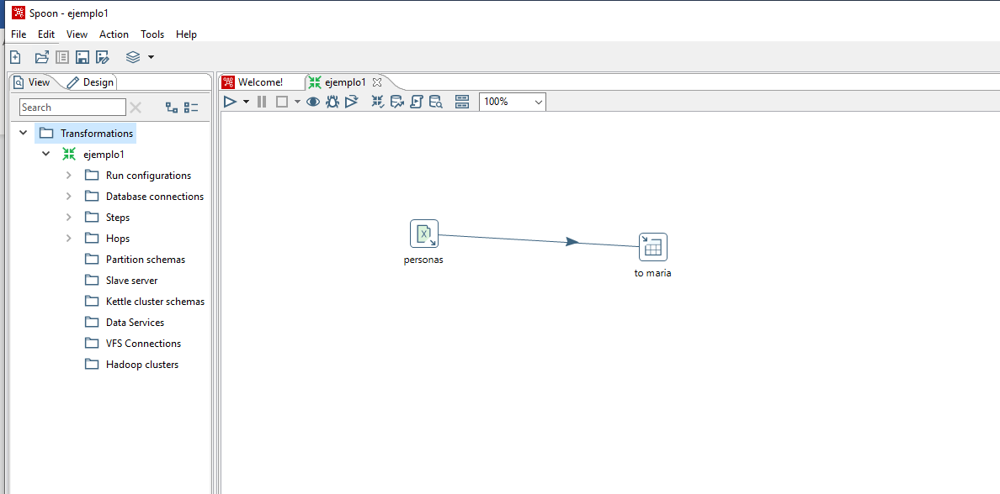 Spoon - ejemplo1
File Edit View Action Tools Help
View Design
Welcome! ejemplo1
Search
100%
Transformations
ejemplo1
Run configurations
Database connections
Steps
Hops
Partition schemas
Slave server
Kettle cluster schemas
Data Services
VFS Connections
Hadoop clusters
X
personas
to maria